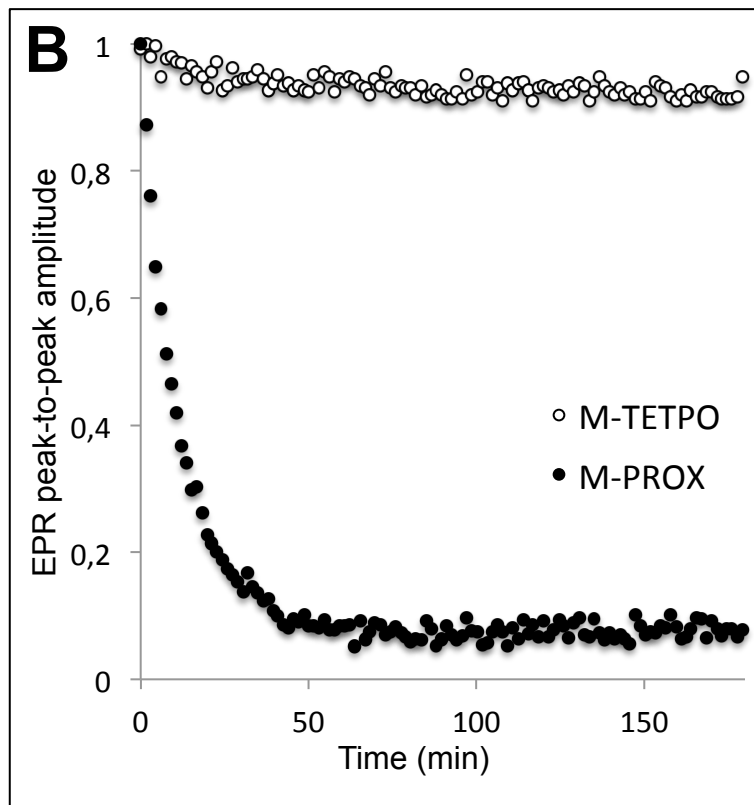 B
EPR peak-to-peak amplitude
1
0,8
0,6
0,4
0,2
0
M-TETPO
M-PROX
0
50
100
150
Time (min)